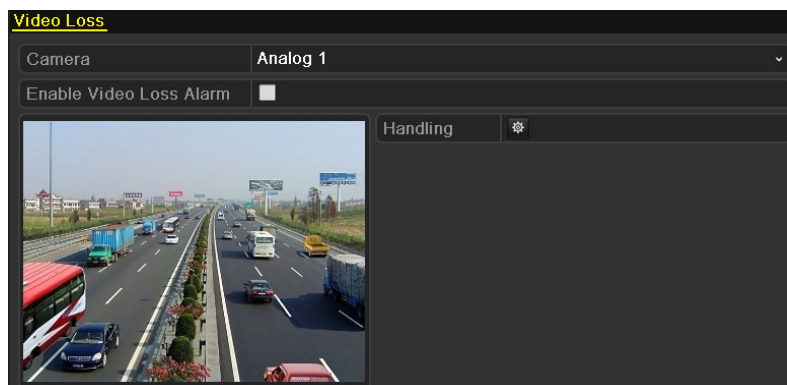 Video Loss
Camera Analog 1
Enable Video Loss Alarm
Handling